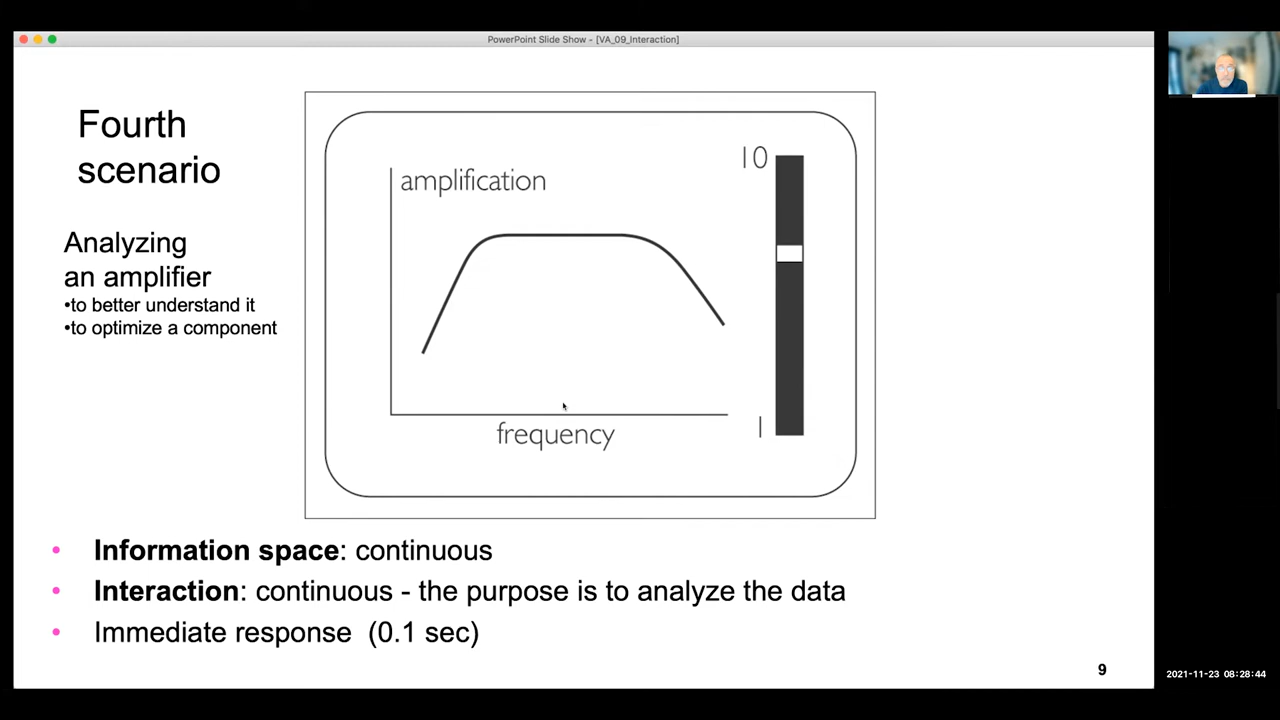 PowerPoint Slide Show - [VA_09_Interaction]
Fourth
scenario
Analyzing
an amplifier
•to better understand it
•to optimize a component
amplification
10
1
frequency
• Information space: continuous
• Interaction: continuous - the purpose is to analyze the data
• Immediate response (0.1 sec)
9
2021-11-23 08:28:44